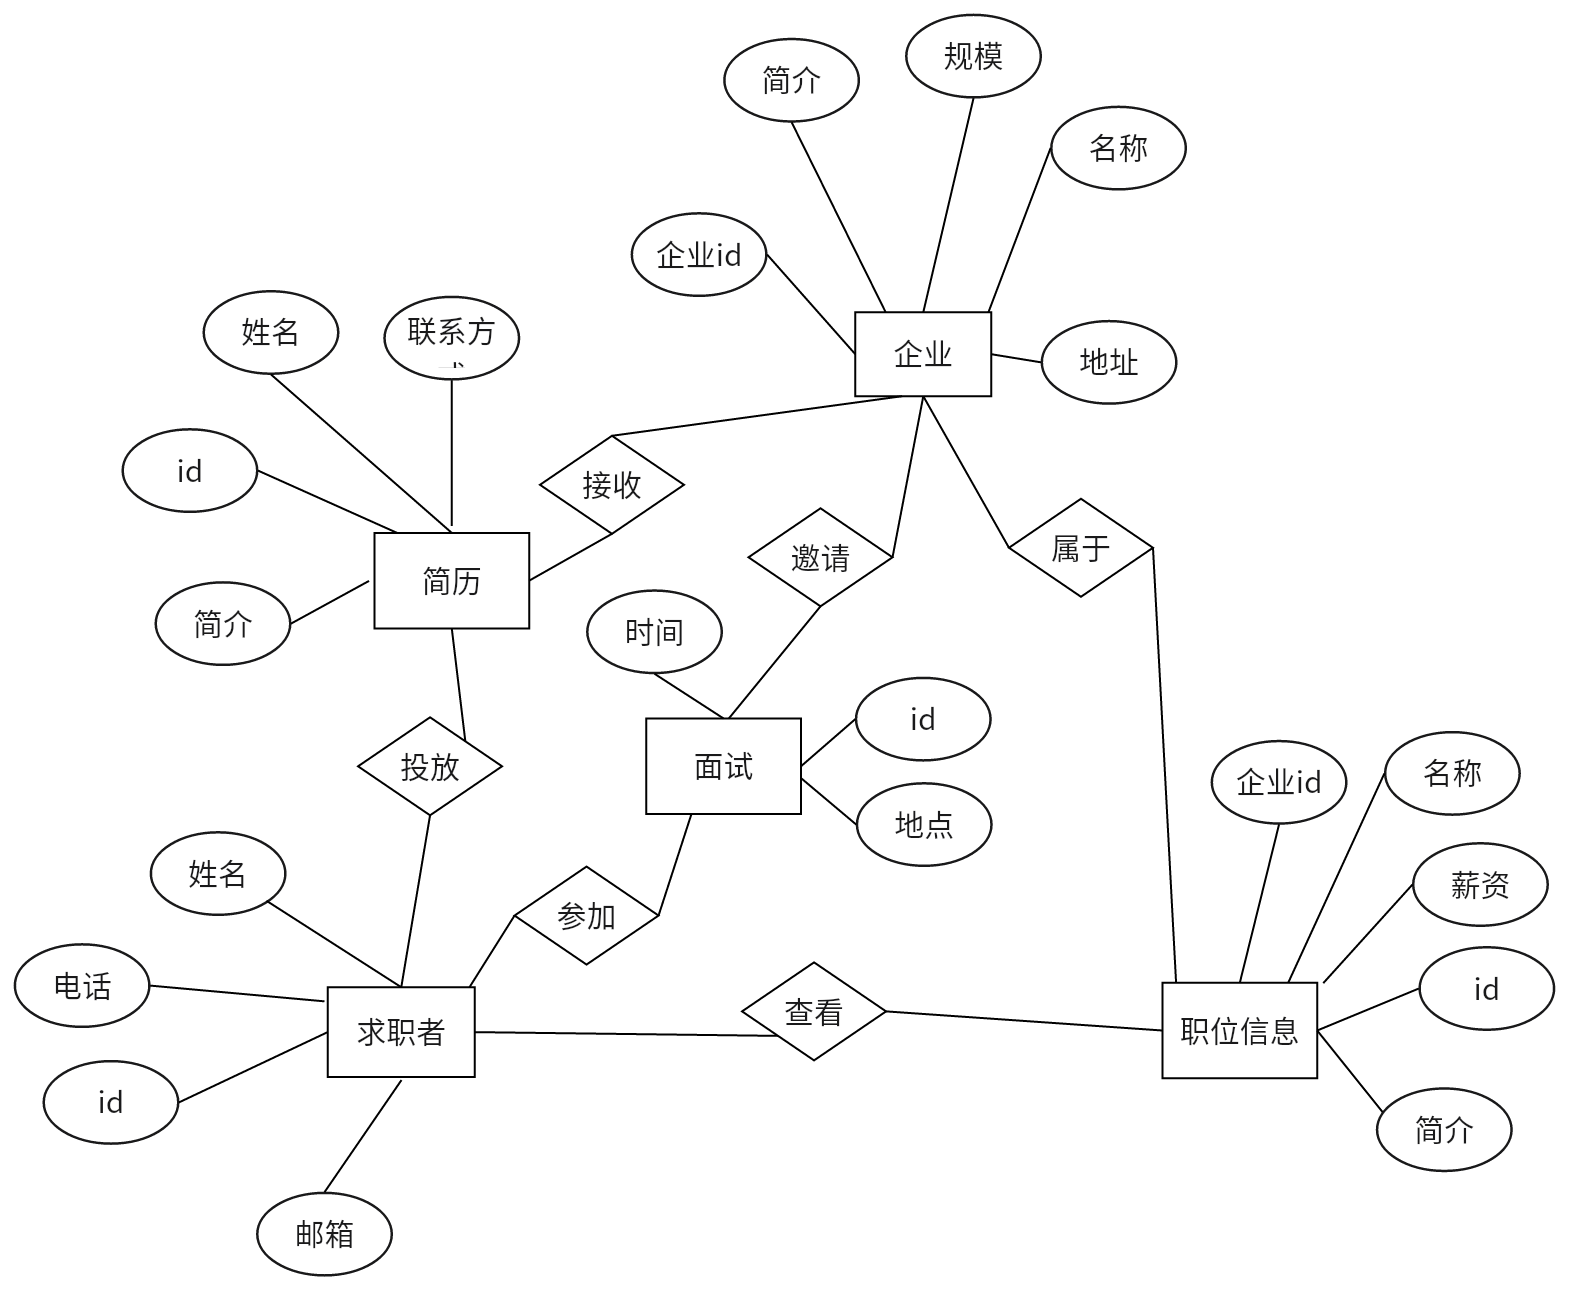 规模
简介
名称
企业id
姓名
联系方
企业
地址
id
接收
邀请
属于
简历
简介
时间
id
面试
投放
地点
企业id
名称
姓名
参加
薪资
电话
id
查看
求职者
职位信息
id
简介
邮箱